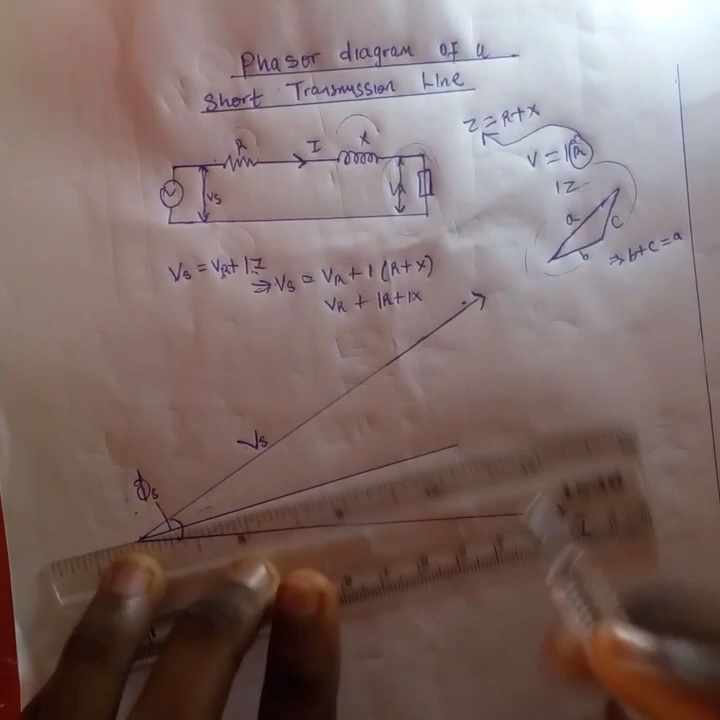 Phasor diagram of a
Short Transmission Line
R I X
Vs
Z = R+X
V = IR
IZ
a
c
b
⇒ b+c = a
Vs = VR + IZ
⇒ Vs = VR + I (R+X)
VR + IR + IX
Vs
Φs
I